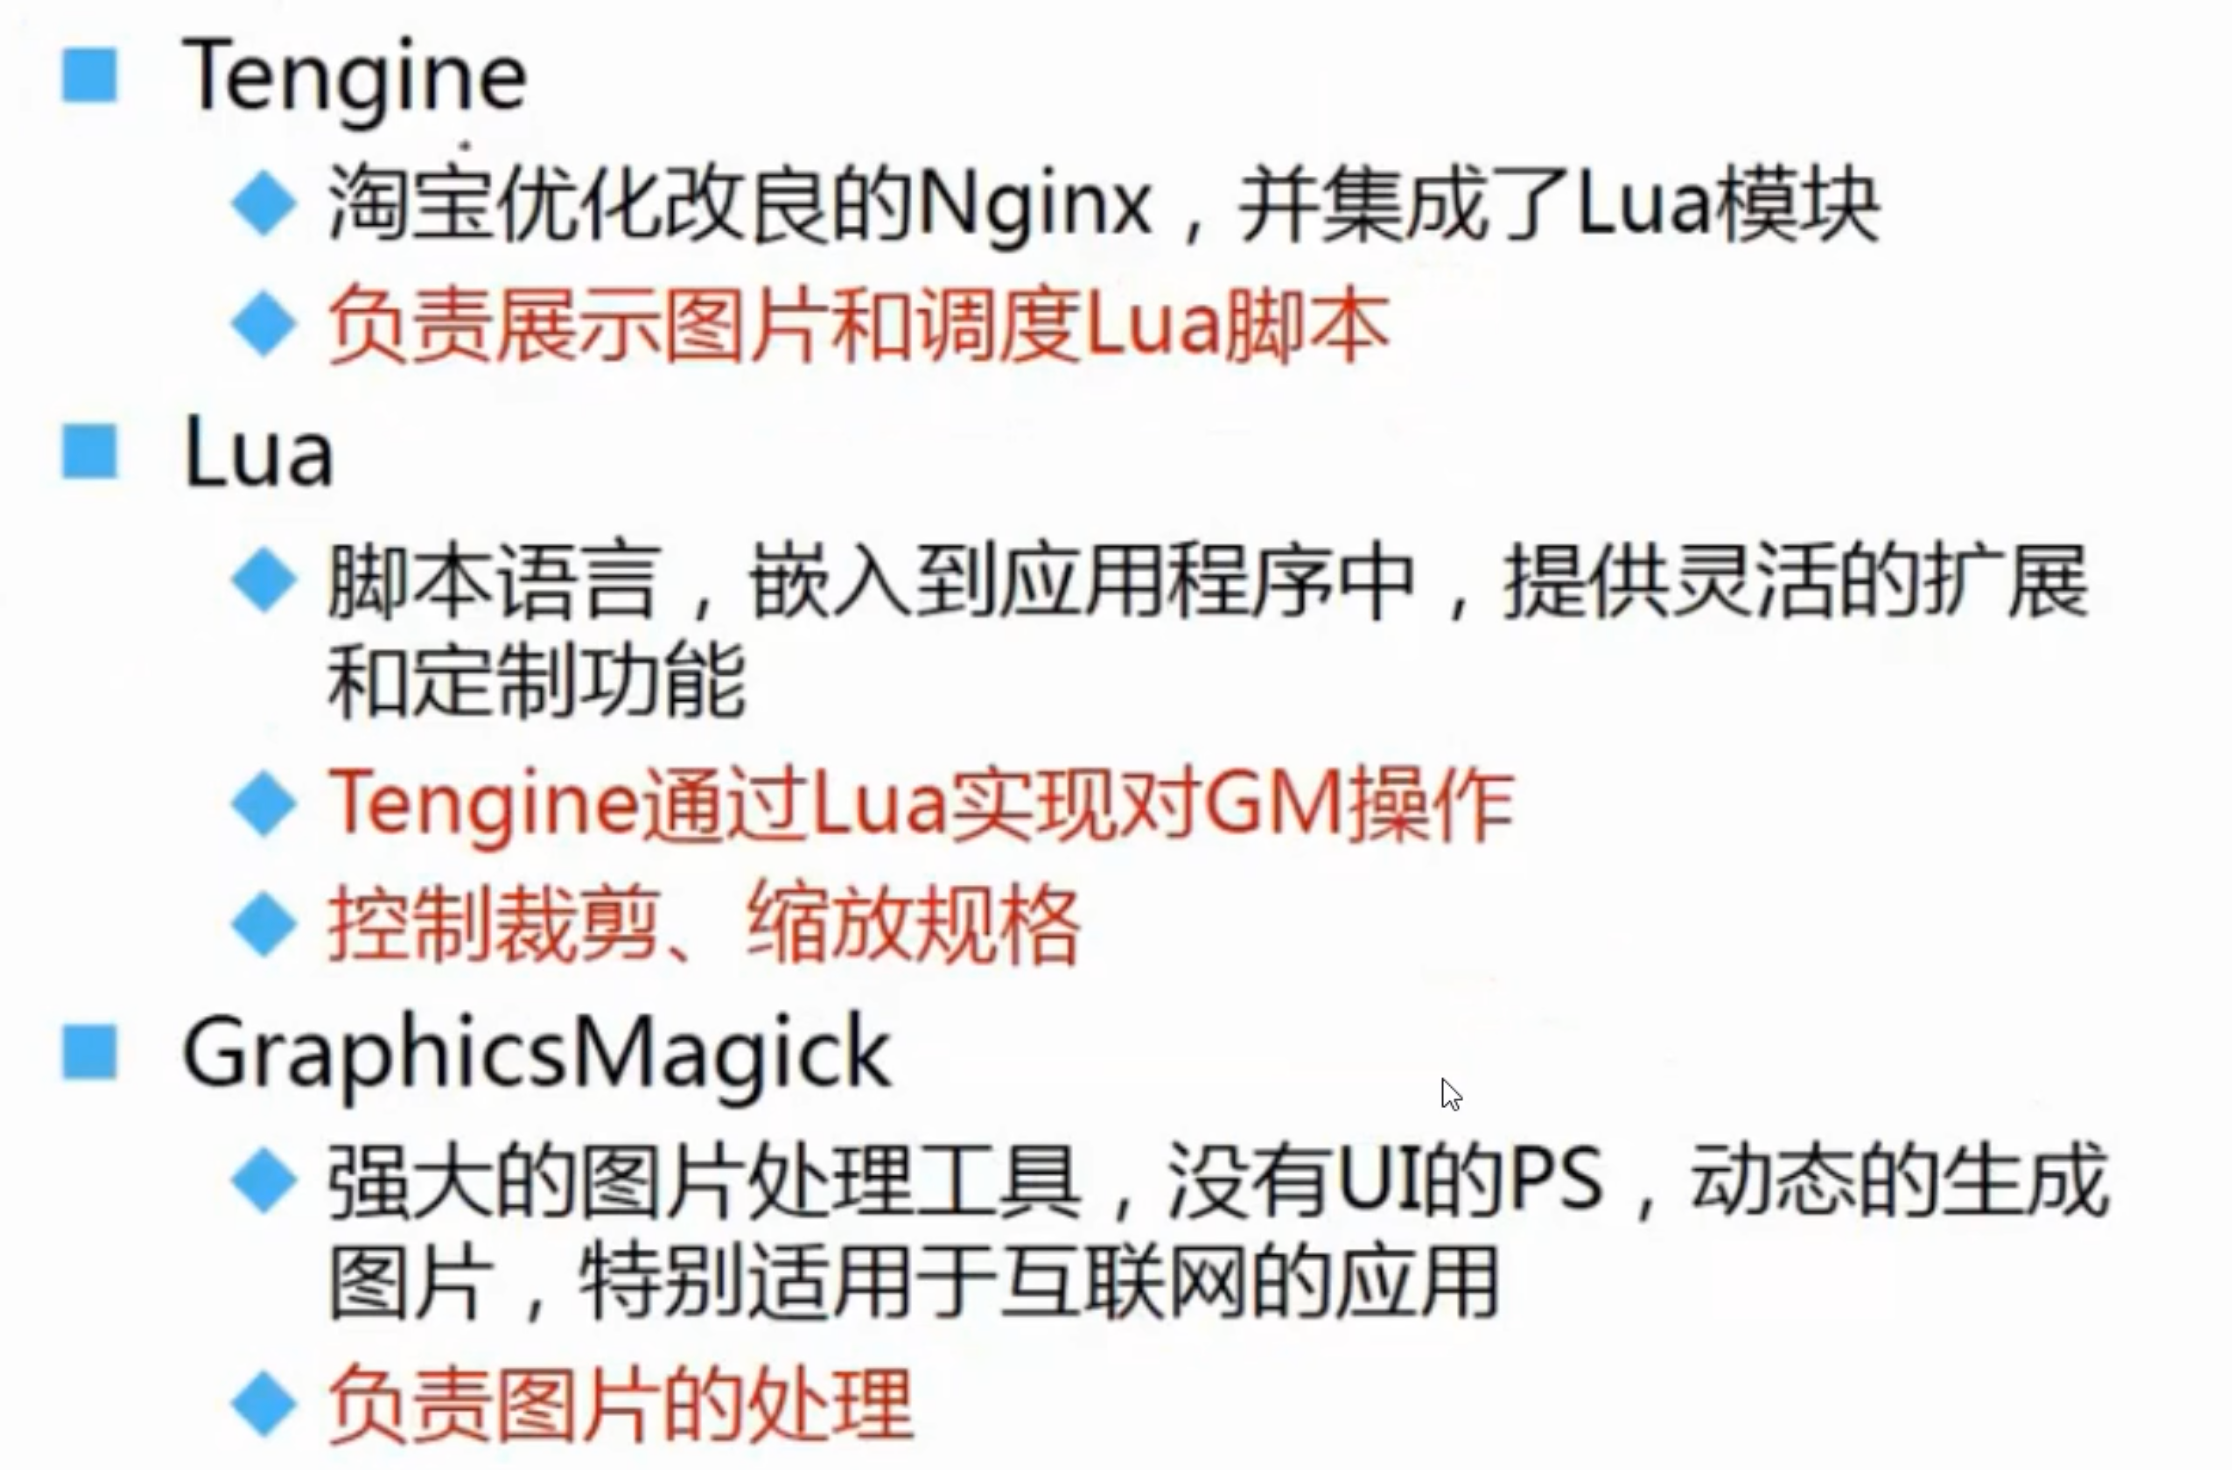 Tengine
淘宝优化改良的Nginx，并集成了Lua模块
负责展示图片和调度Lua脚本
Lua
脚本语言，嵌入到应用程序中，提供灵活的扩展
和定制功能
Tengine通过Lua实现对GM操作
控制裁剪、缩放规格
GraphicsMagick
强大的图片处理工具，没有UI的PS，动态的生成
图片，特别适用于互联网的应用
负责图片的处理